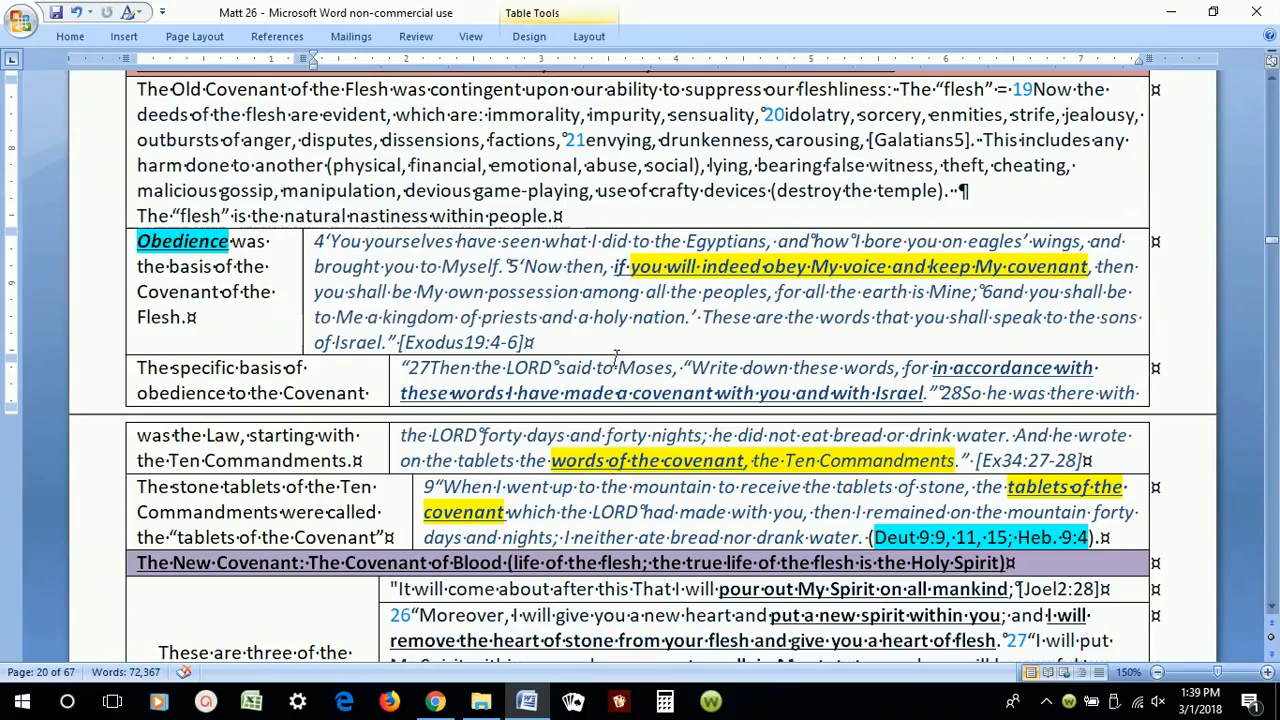 Matt 26 - Microsoft Word non-commercial use
Table Tools
Home Insert Page Layout References Mailings Review View Design Layout
1 2 3 4 5 6 7
The Old Covenant of the Flesh was contingent upon our ability to suppress our fleshliness: The “flesh” = 19Now the
deeds of the flesh are evident, which are: immorality, impurity, sensuality, 20idolatry, sorcery, enmities, strife, jealousy,
outbursts of anger, disputes, dissensions, factions, 21envying, drunkenness, carousing, [Galatians5]. This includes any
harm done to another (physical, financial, emotional, abuse, social), lying, bearing false witness, theft, cheating,
malicious gossip, manipulation, devious game-playing, use of crafty devices (destroy the temple). ¶
The “flesh” is the natural nastiness within people.¤
Obedience was
the basis of the
Covenant of the
Flesh.¤
4‘You yourselves have seen what I did to the Egyptians, and how I bore you on eagles’ wings, and
brought you to Myself. 5‘Now then, if you will indeed obey My voice and keep My covenant, then
you shall be My own possession among all the peoples, for all the earth is Mine; 6and you shall be
to Me a kingdom of priests and a holy nation.’ These are the words that you shall speak to the sons
of Israel.” [Exodus19:4-6]¤
The specific basis of
obedience to the Covenant
“27Then the LORD said to Moses, “Write down these words, for in accordance with
these words I have made a covenant with you and with Israel.” 28So he was there with
was the Law, starting with
the Ten Commandments.¤
the LORD forty days and forty nights; he did not eat bread or drink water. And he wrote
on the tablets the words of the covenant, the Ten Commandments.” [Ex34:27-28]¤
The stone tablets of the Ten
Commandments were called
the “tablets of the Covenant”
9“When I went up to the mountain to receive the tablets of stone, the tablets of the
covenant which the LORD had made with you, then I remained on the mountain forty
days and nights; I neither ate bread nor drank water. (Deut 9:9, 11, 15; Heb. 9:4).¤
The New Covenant: The Covenant of Blood (life of the flesh; the true life of the flesh is the Holy Spirit)¤
These are three of the
"It will come about after this That I will pour out My Spirit on all mankind; [Joel2:28]¤
26“Moreover, I will give you a new heart and put a new spirit within you; and I will
remove the heart of stone from your flesh and give you a heart of flesh. 27“I will put
Page: 20 of 67 Words: 72,367 150%
1:39 PM
3/1/2018